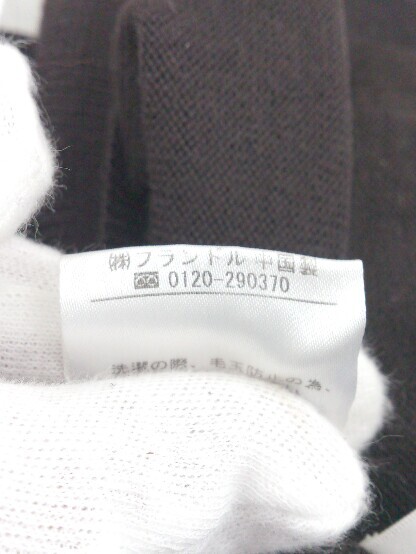 (株)フランドル 中国製
0120-290370
洗濯の際、毛玉防止の為、